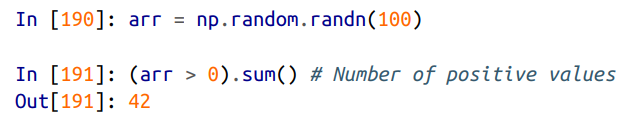 In [190]: arr = np.random.randn(100)
In [191]: (arr > 0).sum() # Number of positive values
Out[191]: 42